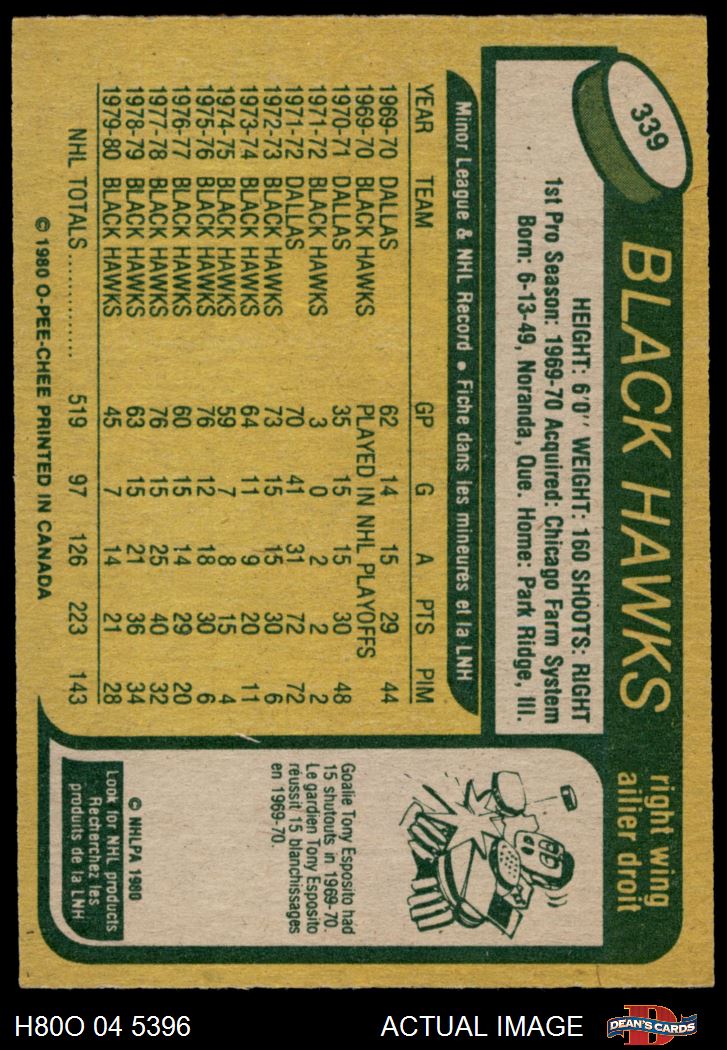 339
BLACK HAWKS
right wing
ailier droit
HEIGHT: 6'0" WEIGHT: 160 SHOOTS: RIGHT
1st Pro Season: 1969-70 Acquired: Chicago Farm System
Born: 6-13-49, Noranda, Que. Home: Park Ridge, Ill.
Minor League & NHL Record • Fiche dans les mineures et la LNH
YEAR TEAM GP G A PTS PIM
1969-70 DALLAS 62 14 15 29 44
1969-70 BLACK HAWKS PLAYED IN NHL PLAYOFFS
1970-71 DALLAS 35 15 15 30 48
1971-72 BLACK HAWKS 3 0 2 2 2
1971-72 DALLAS 70 41 31 72 72
1972-73 BLACK HAWKS 73 15 15 30 6
1973-74 BLACK HAWKS 64 11 9 20 11
1974-75 BLACK HAWKS 59 7 8 15 4
1975-76 BLACK HAWKS 76 12 18 30 6
1976-77 BLACK HAWKS 60 15 14 29 20
1977-78 BLACK HAWKS 76 15 25 40 32
1978-79 BLACK HAWKS 63 15 21 36 34
1979-80 BLACK HAWKS 45 7 14 21 28
NHL TOTALS .............. 519 97 126 223 143
© 1980 O-PEE-CHEE PRINTED IN CANADA
Goalie Tony Esposito had
15 shutouts in 1969-70.
Le gardien Tony Esposito
réussit 15 blanchissages
en 1969-70.
© NHLPA 1980
Look for NHL products
Recherchez les
produits de la LNH
H80O 04 5396
ACTUAL IMAGE
DEAN'S CARDS